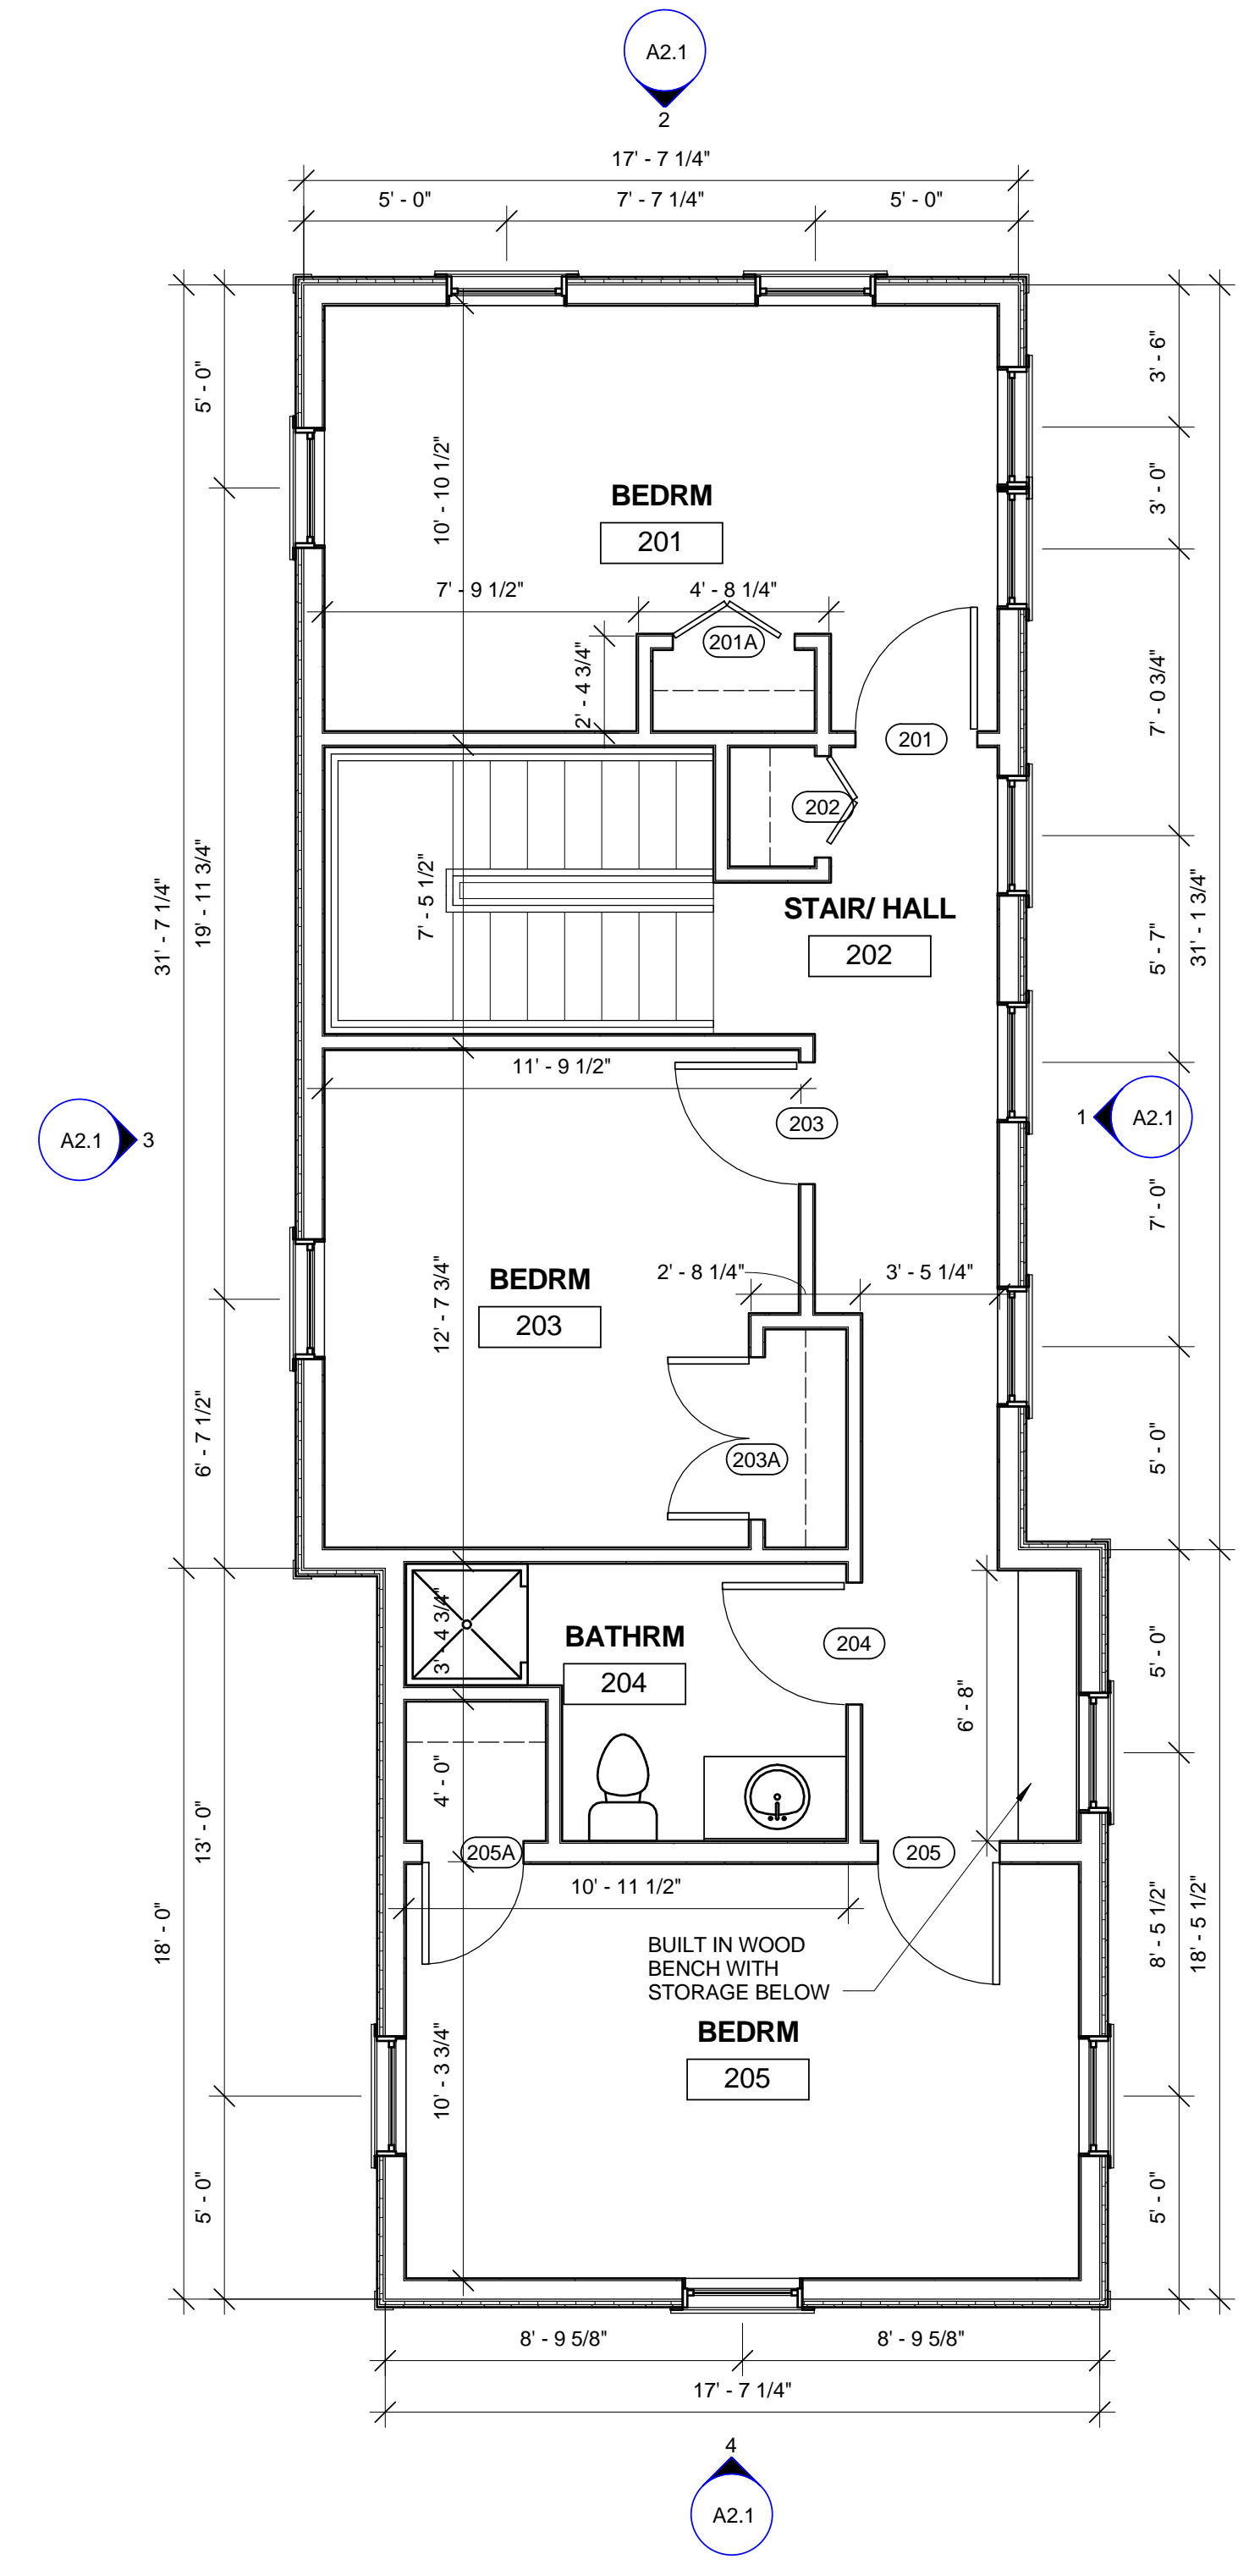 A2.1
2
17' - 7 1/4"
5' - 0"
7' - 7 1/4"
5' - 0"
5' - 0"
3' - 6"
10' - 10 1/2"
BEDRM
201
3' - 0"
7' - 9 1/2"
4' - 8 1/4"
201A
2' - 4 3/4"
7' - 0 3/4"
201
202
31' - 7 1/4"
19' - 11 3/4"
7' - 5 1/2"
STAIR/ HALL
202
5' - 7"
31' - 1 3/4"
11' - 9 1/2"
203
A2.1
3
1
A2.1
7' - 0"
12' - 7 3/4"
BEDRM
203
2' - 8 1/4"
3' - 5 1/4"
6' - 7 1/2"
203A
5' - 0"
3' - 4 3/4"
BATHRM
204
204
5' - 0"
6' - 8"
4' - 0"
13' - 0"
205A
205
10' - 11 1/2"
18' - 0"
BUILT IN WOOD
BENCH WITH
STORAGE BELOW
8' - 5 1/2"
18' - 5 1/2"
10' - 3 3/4"
BEDRM
205
5' - 0"
5' - 0"
8' - 9 5/8"
8' - 9 5/8"
17' - 7 1/4"
4
A2.1